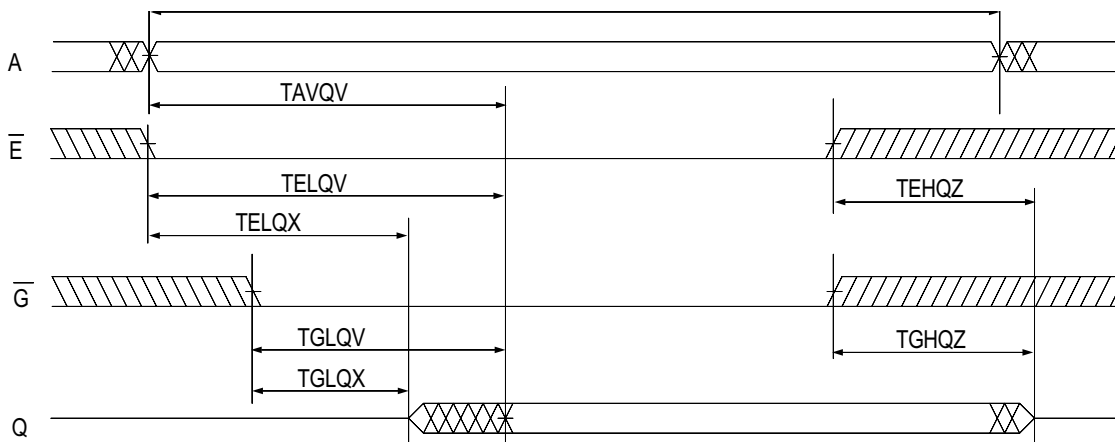 A
TAVQV
E̅
TELQV
TEHQZ
TELQX
G̅
TGLQV
TGHQZ
TGLQX
Q